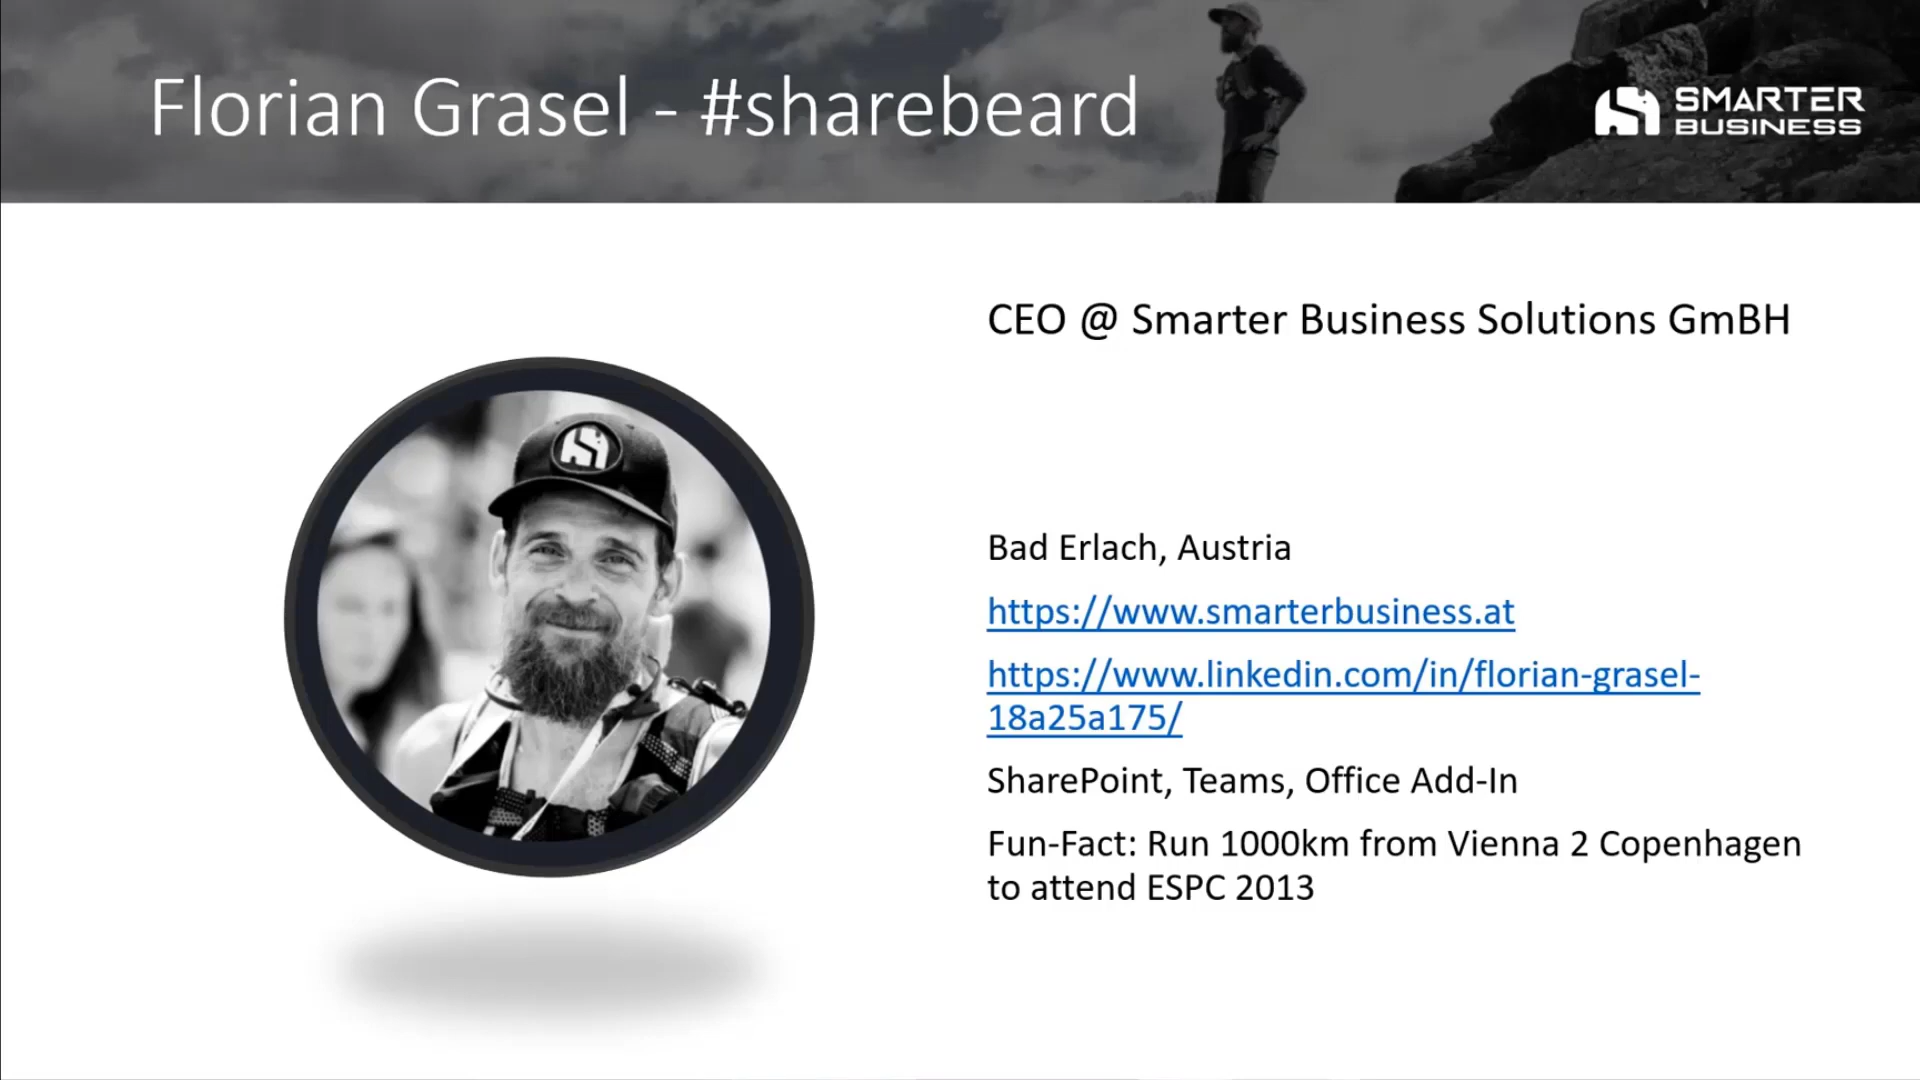 Florian Grasel - #sharebeard
SMARTER
BUSINESS
CEO @ Smarter Business Solutions GmBH
Bad Erlach, Austria
https://www.smarterbusiness.at
https://www.linkedin.com/in/florian-grasel-
18a25a175/
SharePoint, Teams, Office Add-In
Fun-Fact: Run 1000km from Vienna 2 Copenhagen
to attend ESPC 2013